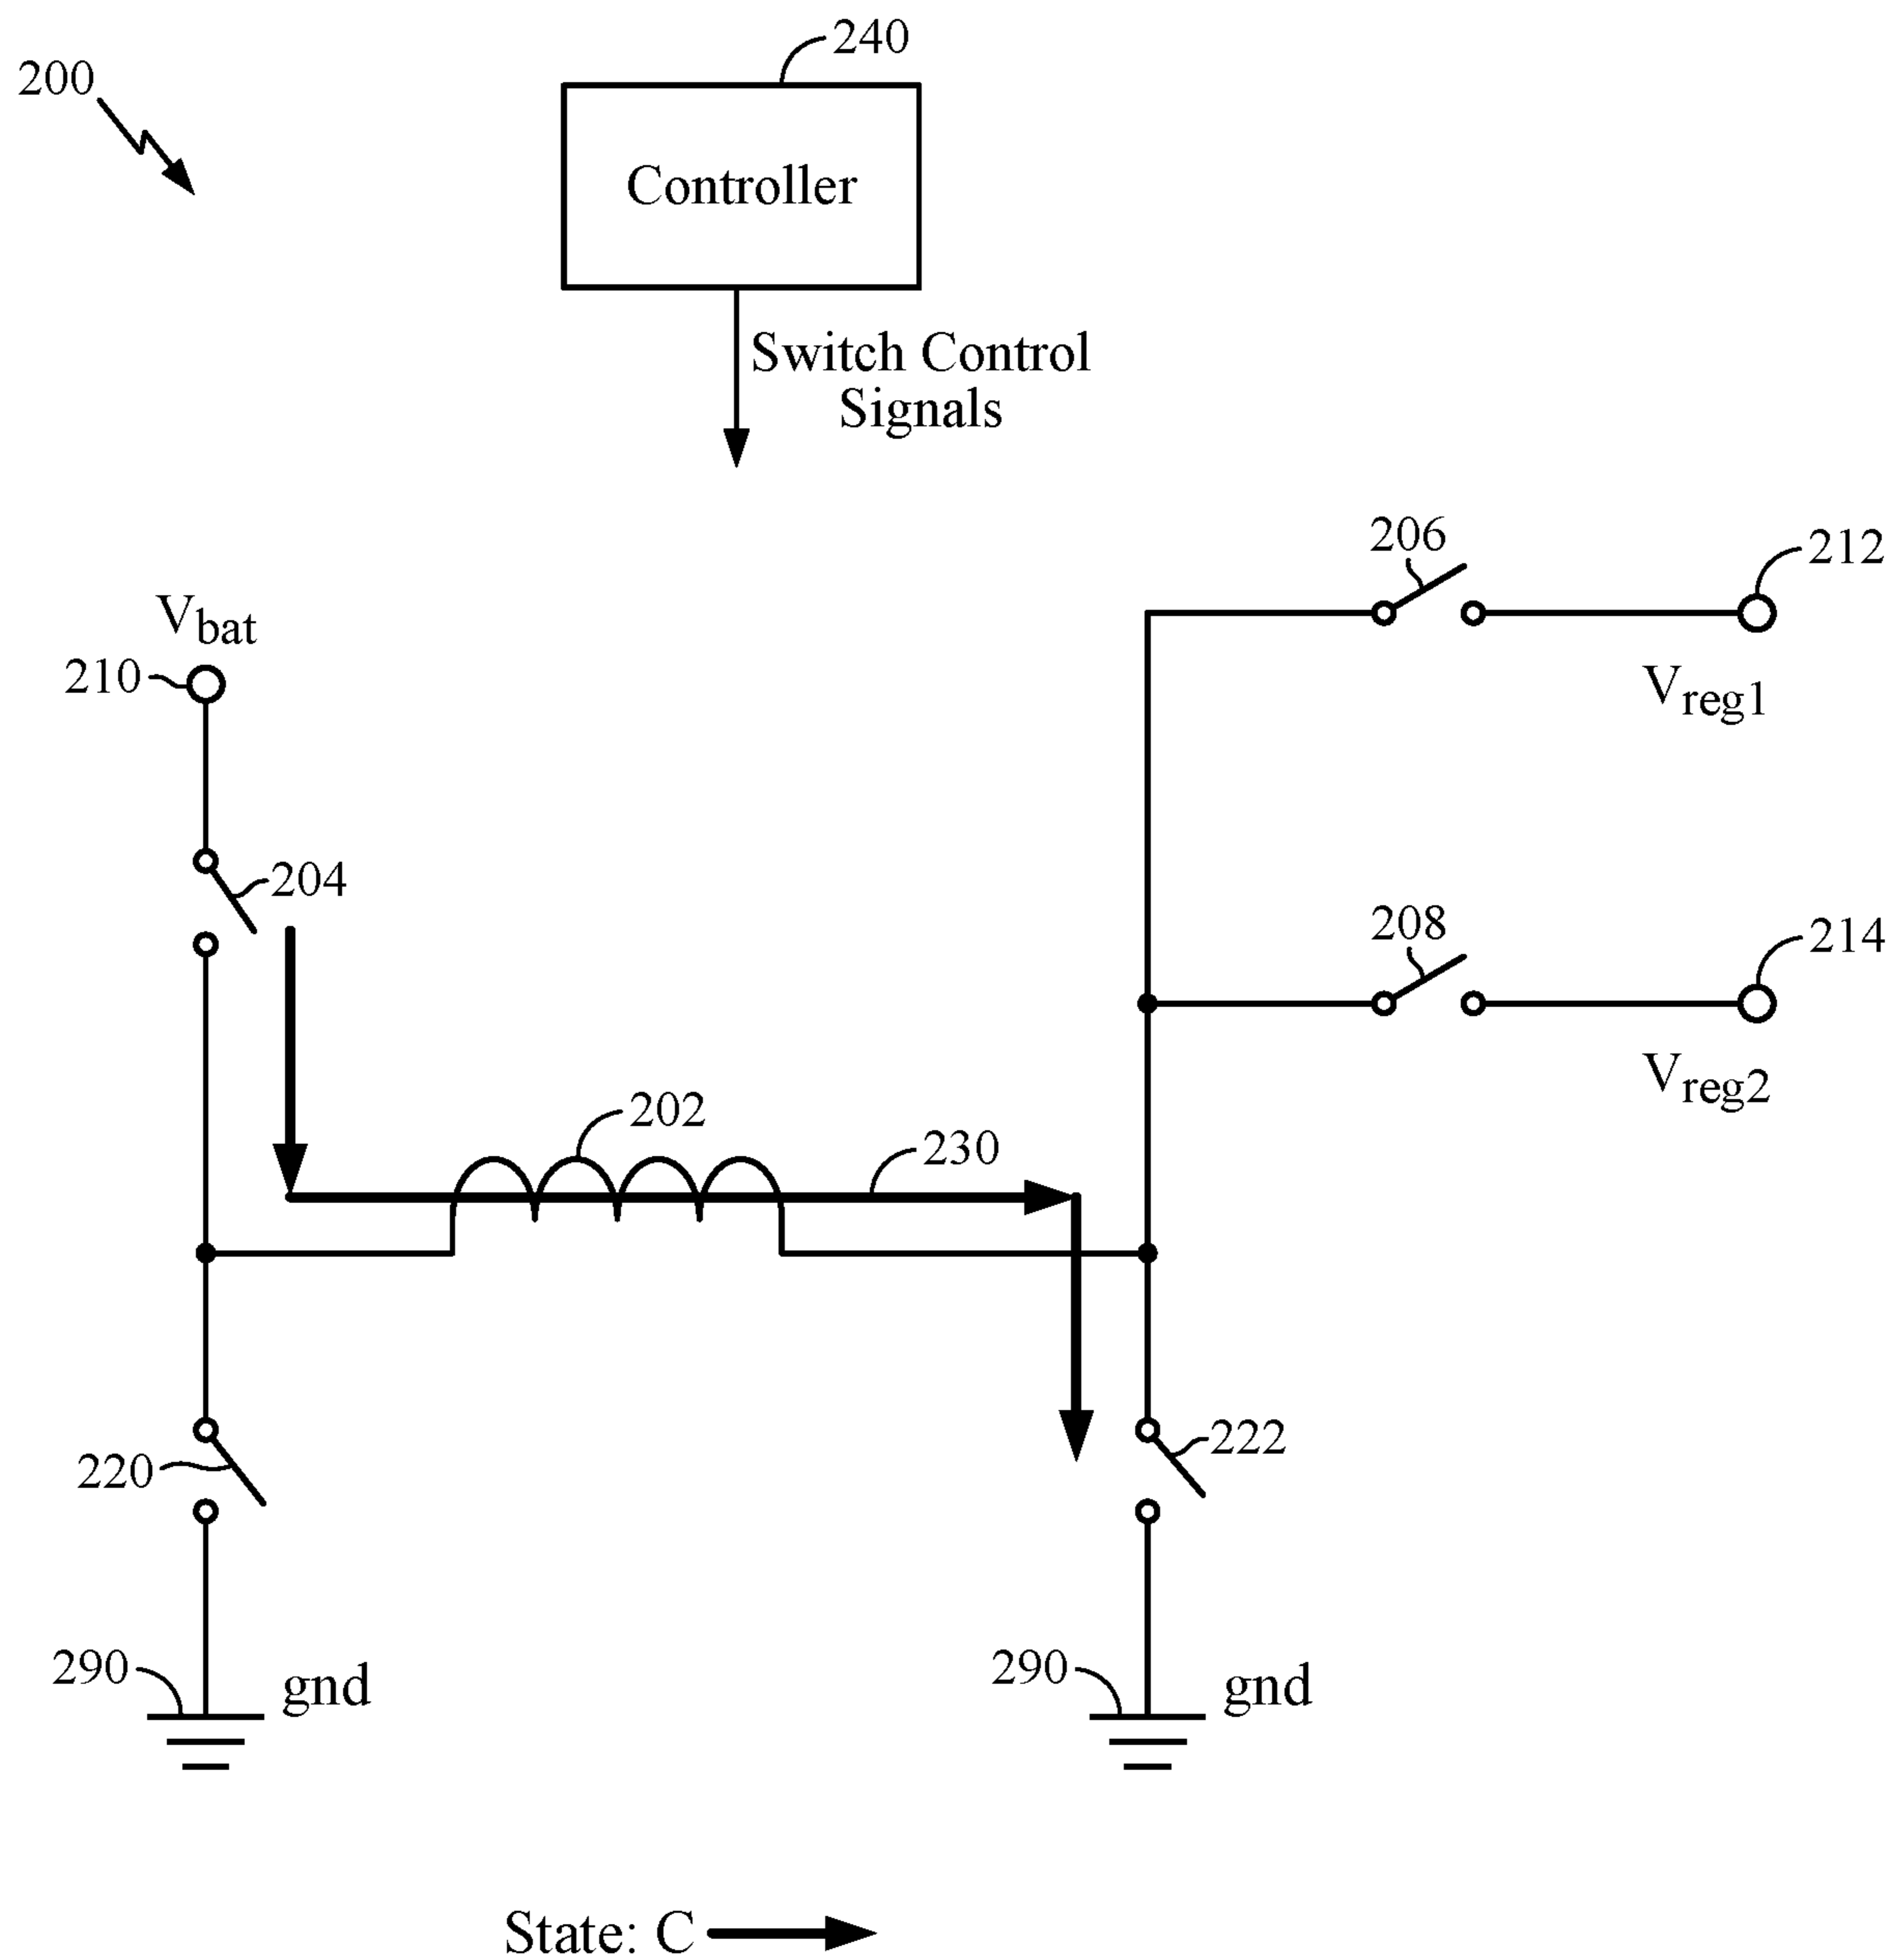 200
240
Controller
Switch Control
Signals
206
212
Vbat
210
Vreg1
204
208
214
Vreg2
202
230
220
222
290
gnd
290
gnd
State: C